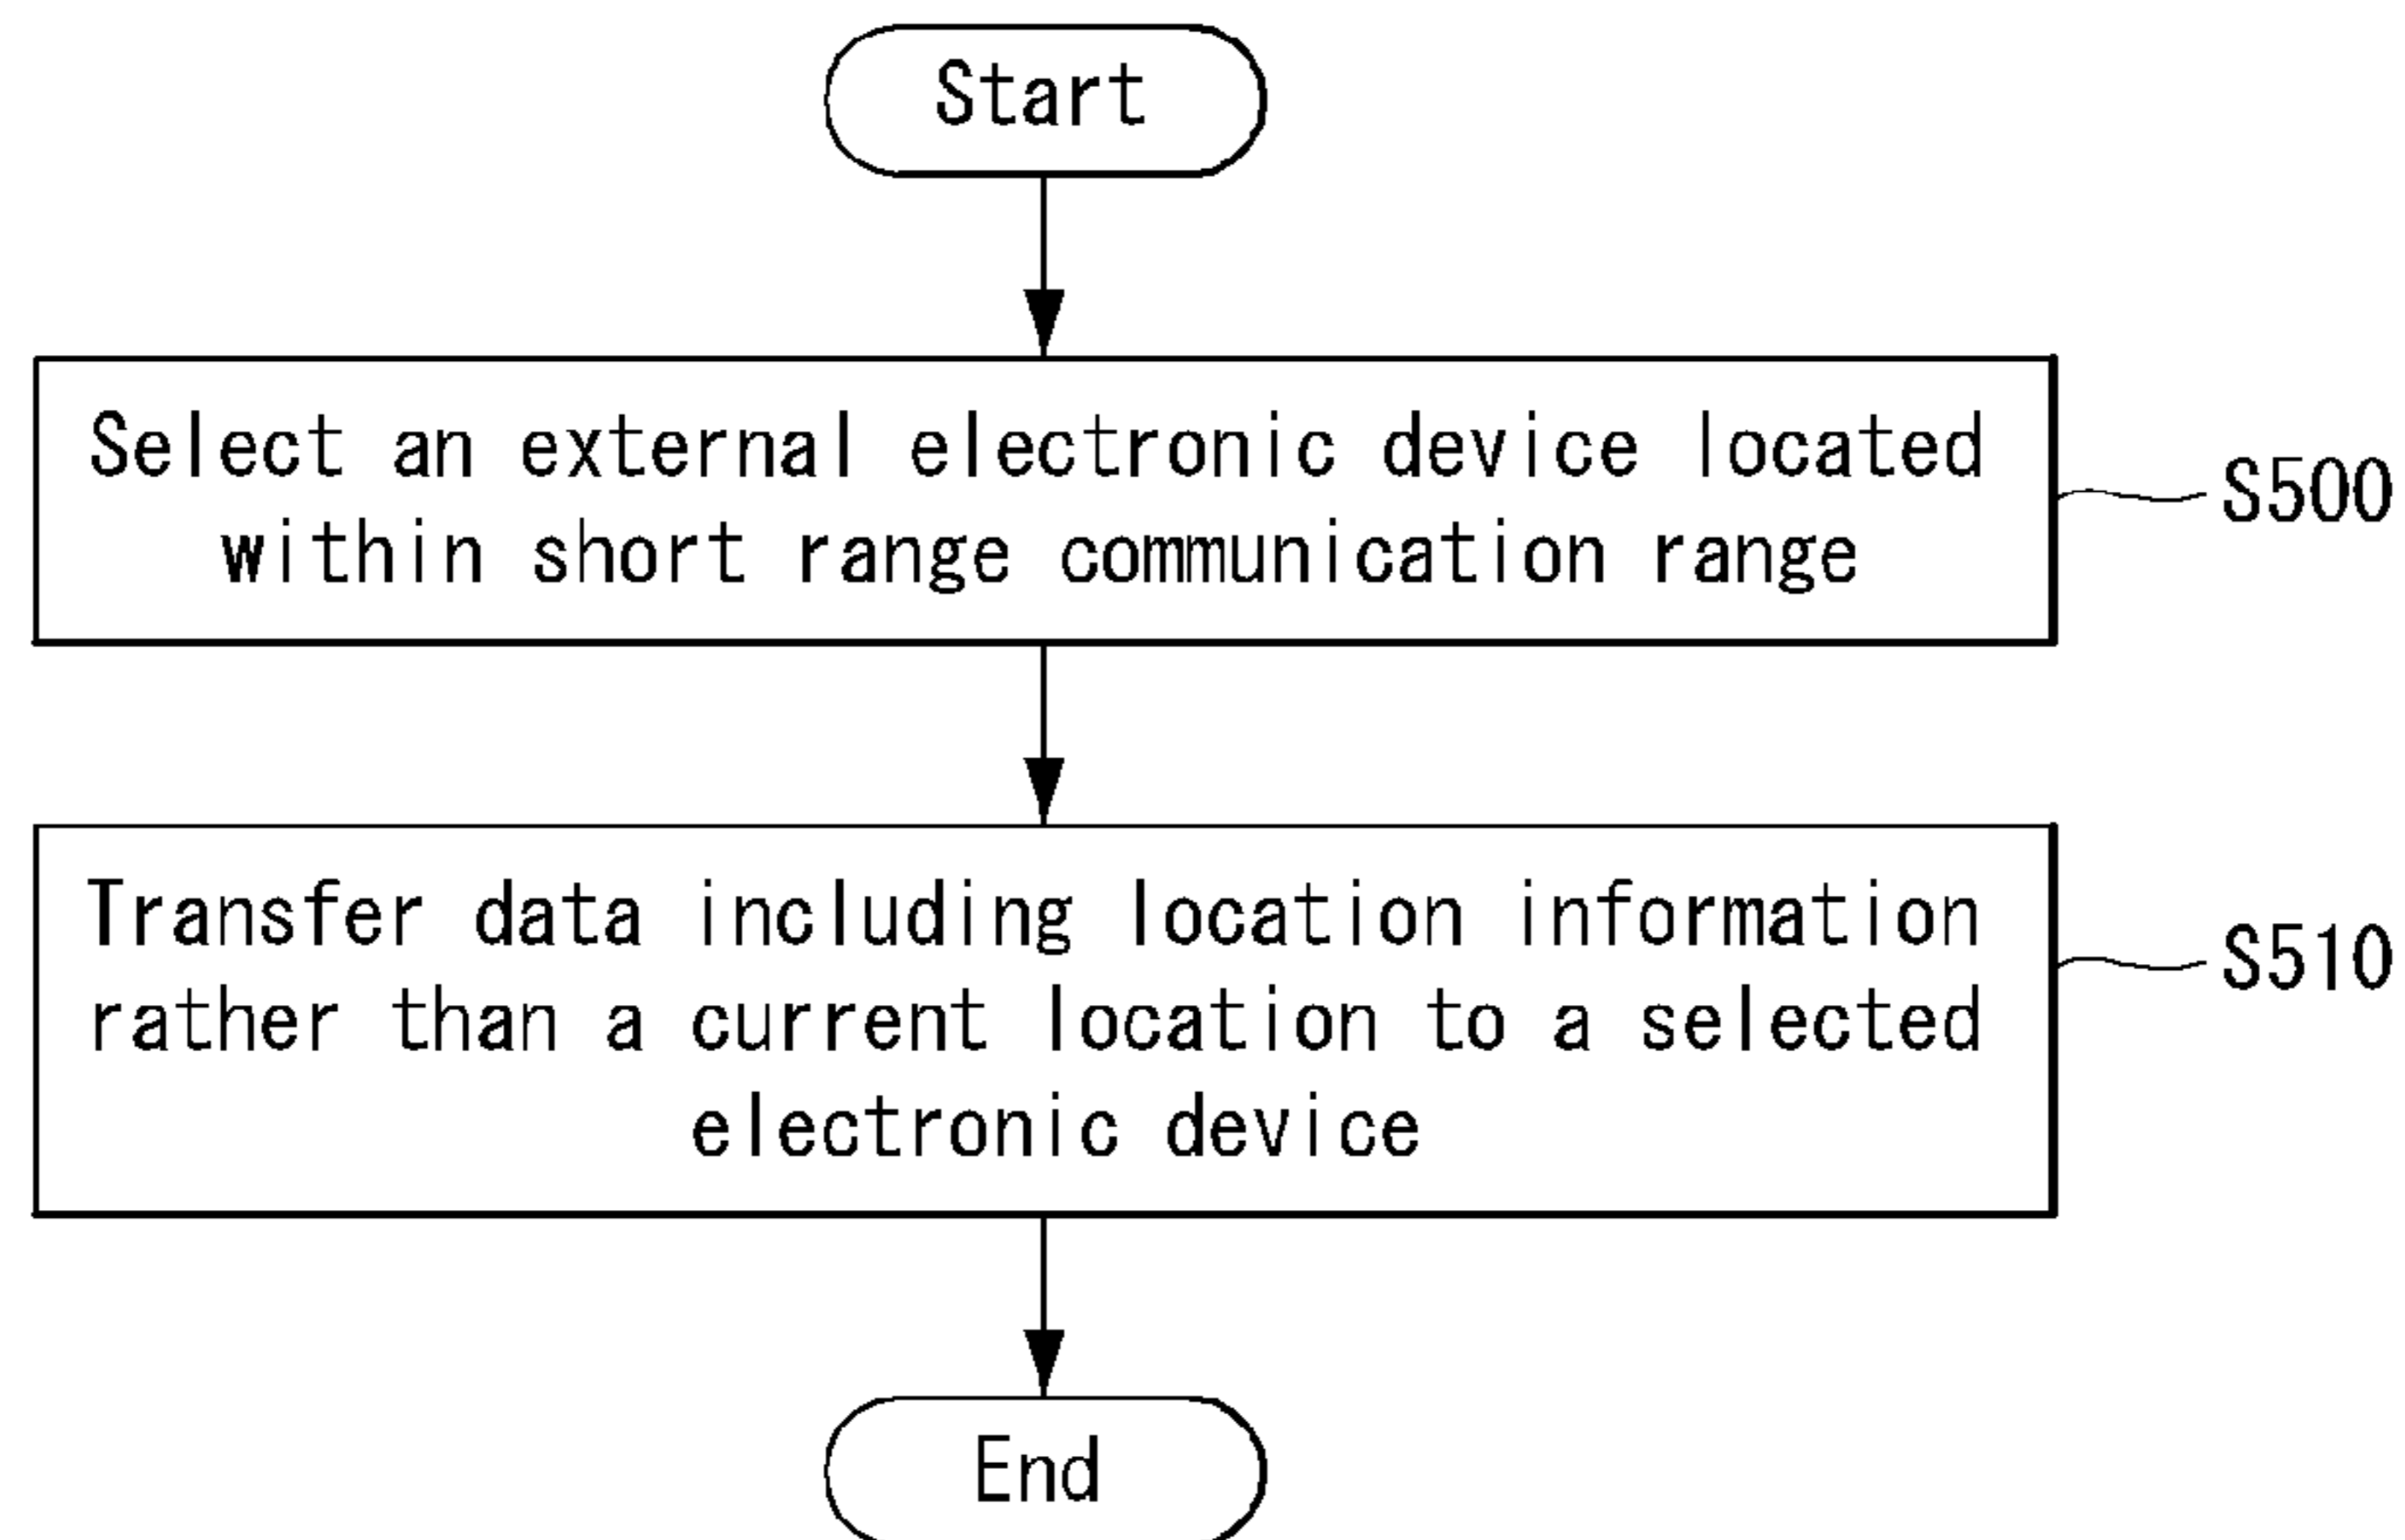 Start
Select an external electronic device located
within short range communication range
S500
Transfer data including location information
rather than a current location to a selected
electronic device
S510
End